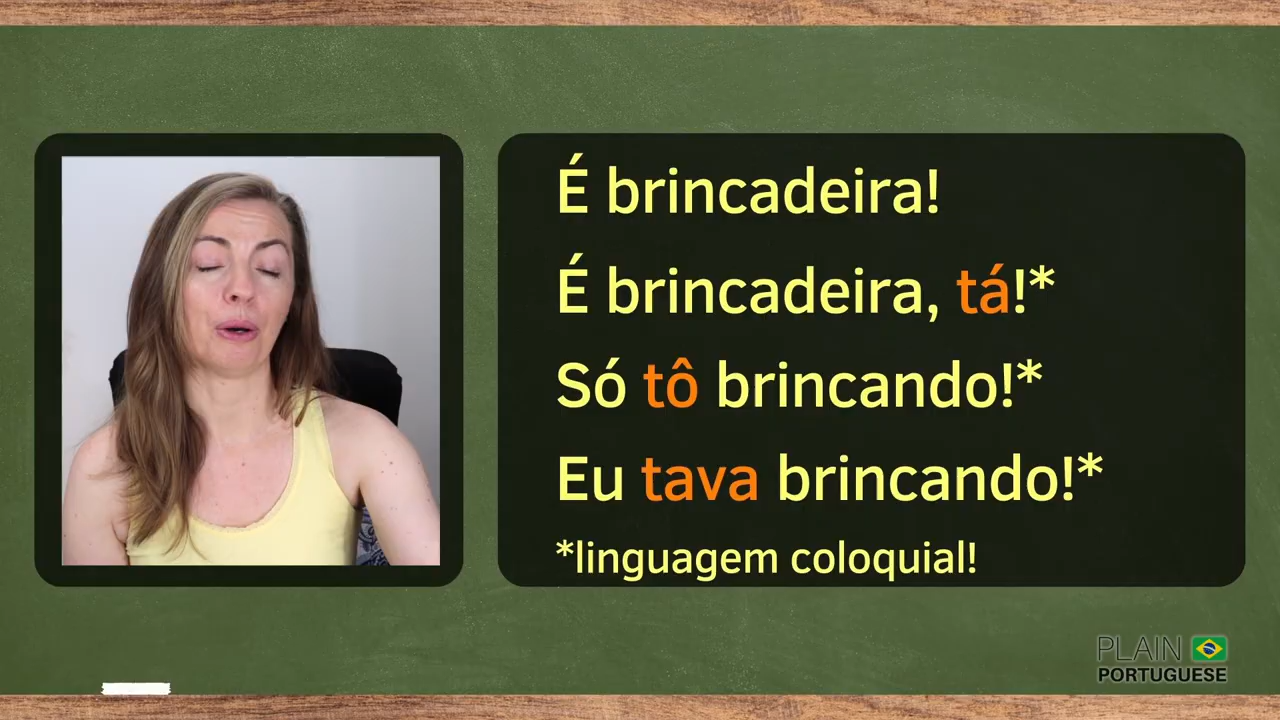 É brincadeira!
É brincadeira, tá!*
Só tô brincando!*
Eu tava brincando!*
*linguagem coloquial!
PLAIN
PORTUGUESE